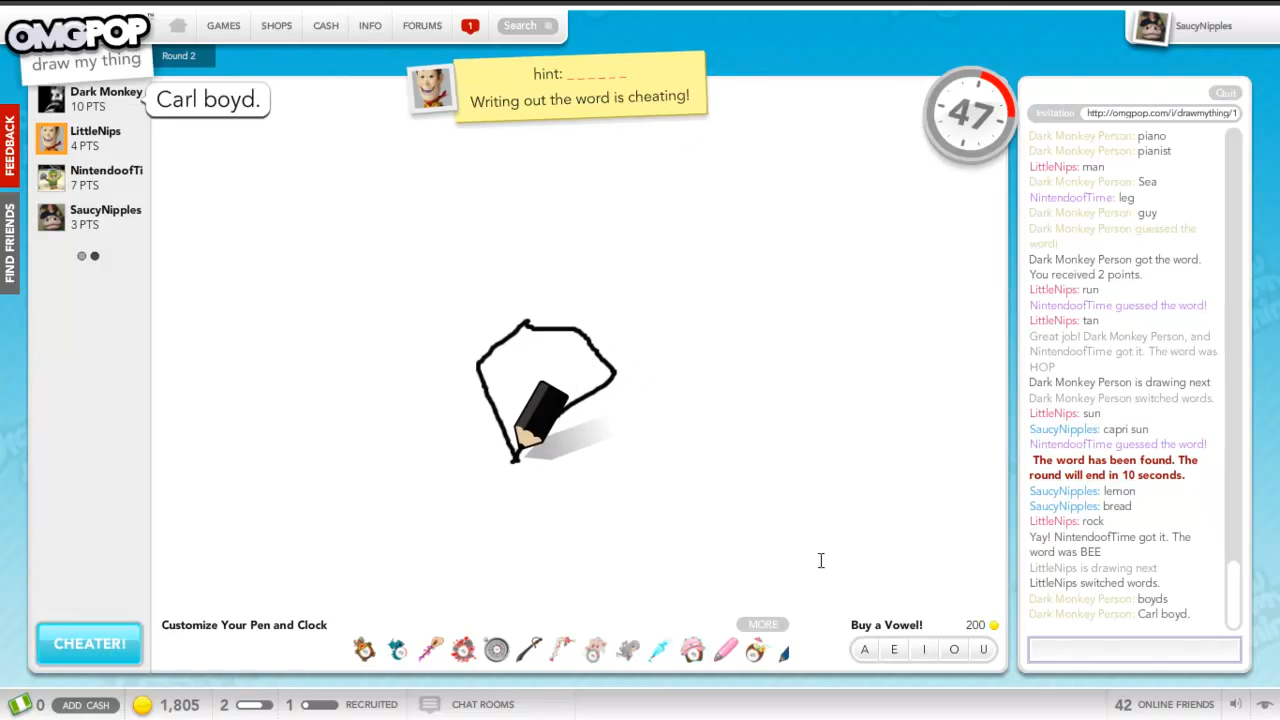 OMGPOP™
draw my thing
GAMES
SHOPS
CASH
INFO
FORUMS
1
Search
SaucyNipples
Round 2
FEEDBACK
FIND FRIENDS
Dark Monkey
10 PTS
Carl boyd.
LittleNips
4 PTS
NintendoofTi
7 PTS
SaucyNipples
3 PTS
hint: _ _ _ _ _ _
Writing out the word is cheating!
47
Quit
Invitation
http://omgpop.com/i/drawmything/1
Dark Monkey Person: piano
Dark Monkey Person: pianist
LittleNips: man
Dark Monkey Person: Sea
NintendoofTime: leg
Dark Monkey Person: guy
Dark Monkey Person guessed the
word!
Dark Monkey Person got the word.
You received 2 points.
LittleNips: run
NintendoofTime guessed the word!
LittleNips: tan
Great job! Dark Monkey Person, and
NintendoofTime got it. The word was
HOP
Dark Monkey Person is drawing next
Dark Monkey Person switched words.
LittleNips: sun
SaucyNipples: capri sun
NintendoofTime guessed the word!
The word has been found. The
round will end in 10 seconds.
SaucyNipples: lemon
SaucyNipples: bread
LittleNips: rock
Yay! NintendoofTime got it. The
word was BEE
LittleNips is drawing next
LittleNips switched words.
Dark Monkey Person: boyds
Dark Monkey Person: Carl boyd.
CHEATER!
Customize Your Pen and Clock
MORE
Buy a Vowel!
200
A E I O U
0
ADD CASH
1,805
2
1
RECRUITED
CHAT ROOMS
42 ONLINE FRIENDS